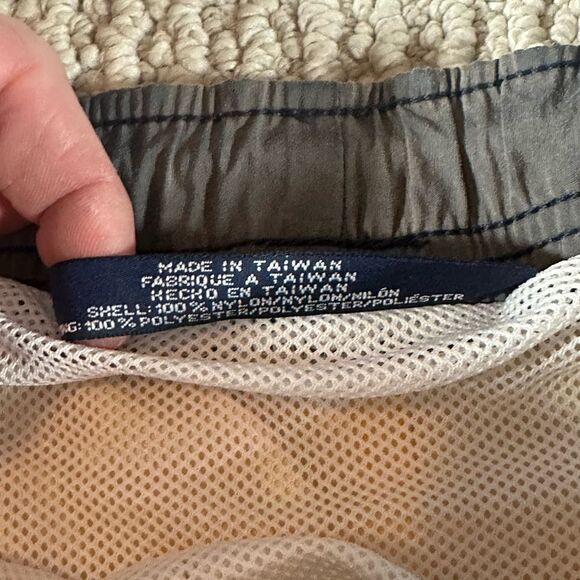 MADE IN TAIWAN
FABRIQUE A TAIWAN
HECHO EN TAIWAN
SHELL: 100% NYLON/NYLON/NILÓN
G: 100% POLYESTER/POLYESTER/POLIÉSTER